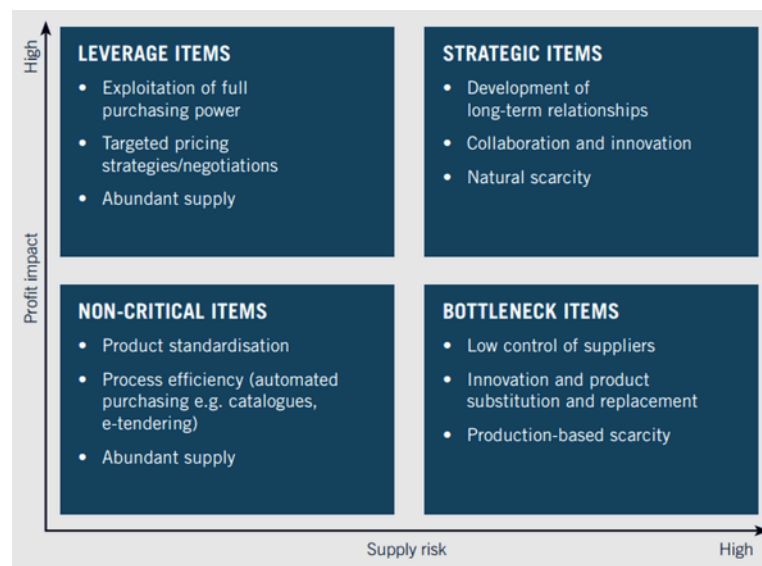 High
Profit impact
LEVERAGE ITEMS
• Exploitation of full
purchasing power
• Targeted pricing
strategies/negotiations
• Abundant supply
STRATEGIC ITEMS
• Development of
long-term relationships
• Collaboration and innovation
• Natural scarcity
NON-CRITICAL ITEMS
• Product standardisation
• Process efficiency (automated
purchasing e.g. catalogues,
e-tendering)
• Abundant supply
BOTTLENECK ITEMS
• Low control of suppliers
• Innovation and product
substitution and replacement
• Production-based scarcity
Supply risk
High